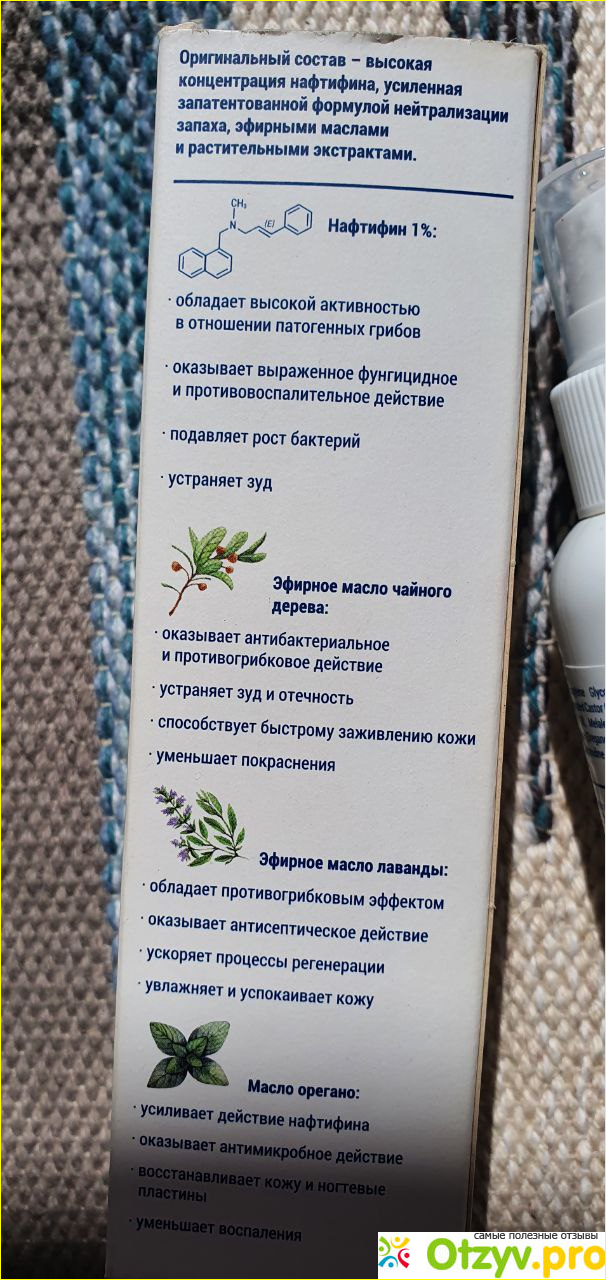 Оригинальный состав – высокая
концентрация нафтифина, усиленная
запатентованной формулой нейтрализации
запаха, эфирными маслами
и растительными экстрактами.
CH₃
N
(E)
Нафтифин 1%:
· обладает высокой активностью
в отношении патогенных грибов
· оказывает выраженное фунгицидное
и противовоспалительное действие
· подавляет рост бактерий
· устраняет зуд
Эфирное масло чайного
дерева:
· оказывает антибактериальное
и противогрибковое действие
· устраняет зуд и отечность
· способствует быстрому заживлению кожи
· уменьшает покраснения
Эфирное масло лаванды:
· обладает противогрибковым эффектом
· оказывает антисептическое действие
· ускоряет процессы регенерации
· увлажняет и успокаивает кожу
Масло орегано:
· усиливает действие нафтифина
· оказывает антимикробное действие
· восстанавливает кожу и ногтевые
пластины
· уменьшает воспаления
Castor
самые полезные отзывы
Otzyv.pro